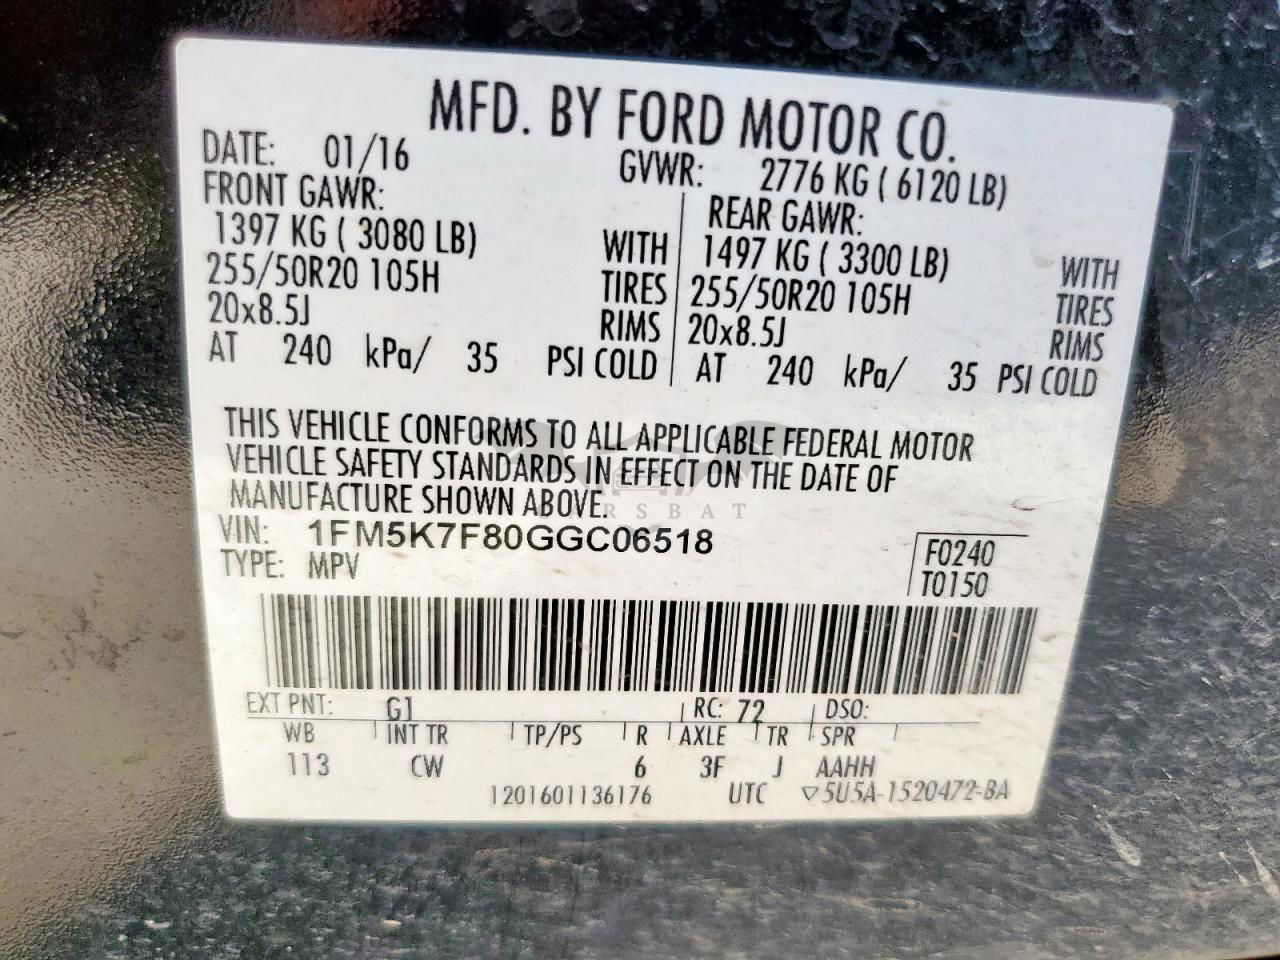 MFD. BY FORD MOTOR CO.
DATE: 01/16 GVWR: 2776 KG ( 6120 LB)
FRONT GAWR: REAR GAWR:
1397 KG ( 3080 LB) WITH 1497 KG ( 3300 LB) WITH
255/50R20 105H TIRES 255/50R20 105H TIRES
20x8.5J RIMS 20x8.5J RIMS
AT 240 kPa/ 35 PSI COLD AT 240 kPa/ 35 PSI COLD
THIS VEHICLE CONFORMS TO ALL APPLICABLE FEDERAL MOTOR
VEHICLE SAFETY STANDARDS IN EFFECT ON THE DATE OF
MANUFACTURE SHOWN ABOVE.
RSBAT
VIN: 1FM5K7F80GGC06518
TYPE: MPV
F0240
T0150
EXT PNT: G1 RC: 72 DSO:
WB INT TR TP/PS R AXLE TR SPR
113 CW 6 3F J AAHH
1201601136176 UTC ▽5U5A-1520472-BA